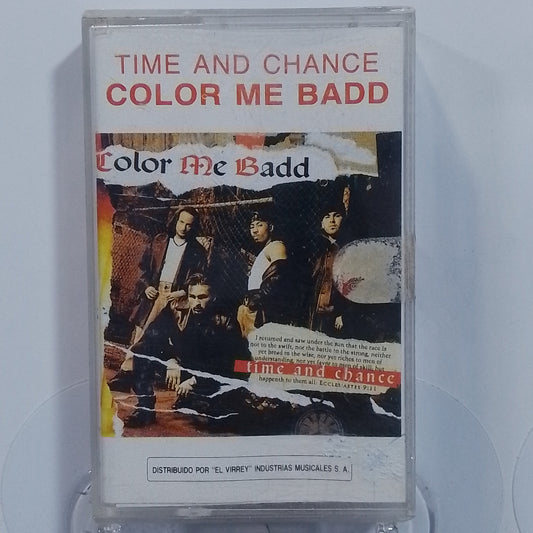 TIME AND CHANCE
COLOR ME BADD
Color Me Badd
I returned and saw under the sun that the race is
not to the swift, nor the battle to the strong, neither
yet bread to the wise, nor yet riches to men of
understanding, nor yet favor to men of skill, but
time and chance
happeneth to them all: ECCLESIASTES 9:11
DISTRIBUIDO POR "EL VIRREY" INDUSTRIAS MUSICALES S. A.